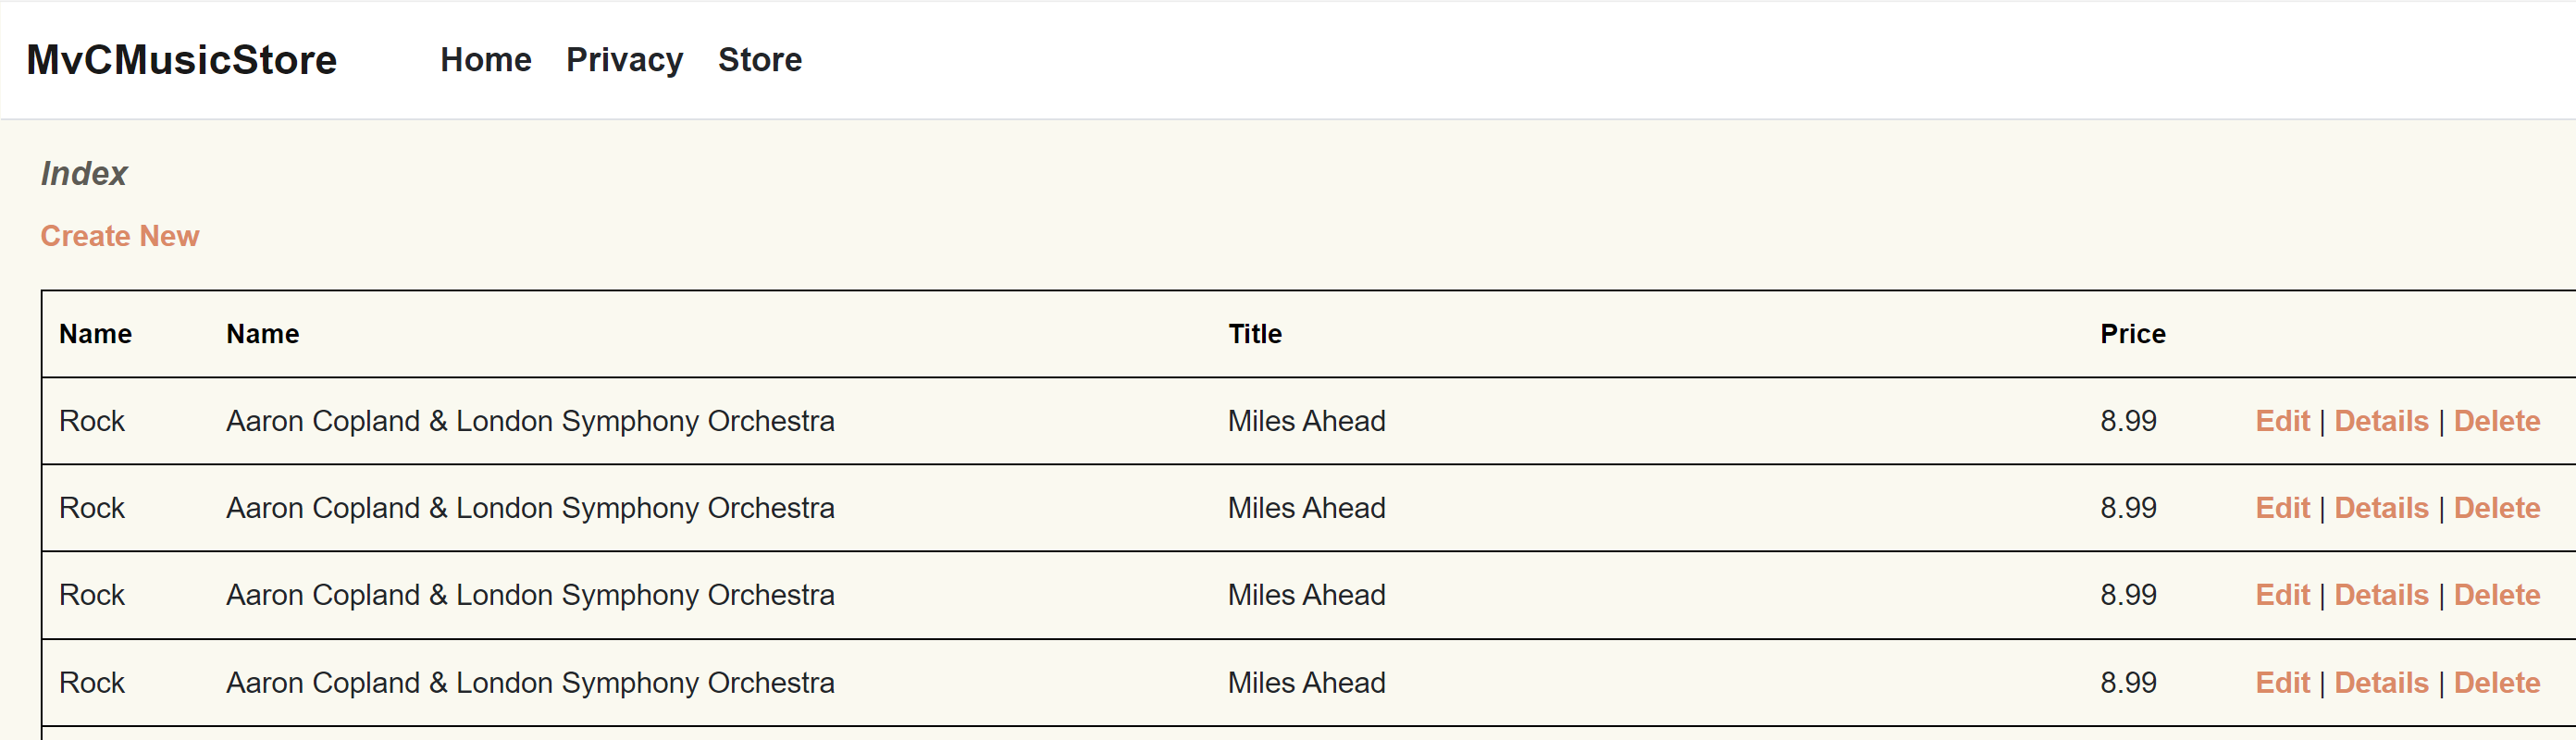 MvCMusicStore Home Privacy Store
Index
Create New
Name Name Title Price
Rock Aaron Copland & London Symphony Orchestra Miles Ahead 8.99 Edit | Details | Delete
Rock Aaron Copland & London Symphony Orchestra Miles Ahead 8.99 Edit | Details | Delete
Rock Aaron Copland & London Symphony Orchestra Miles Ahead 8.99 Edit | Details | Delete
Rock Aaron Copland & London Symphony Orchestra Miles Ahead 8.99 Edit | Details | Delete